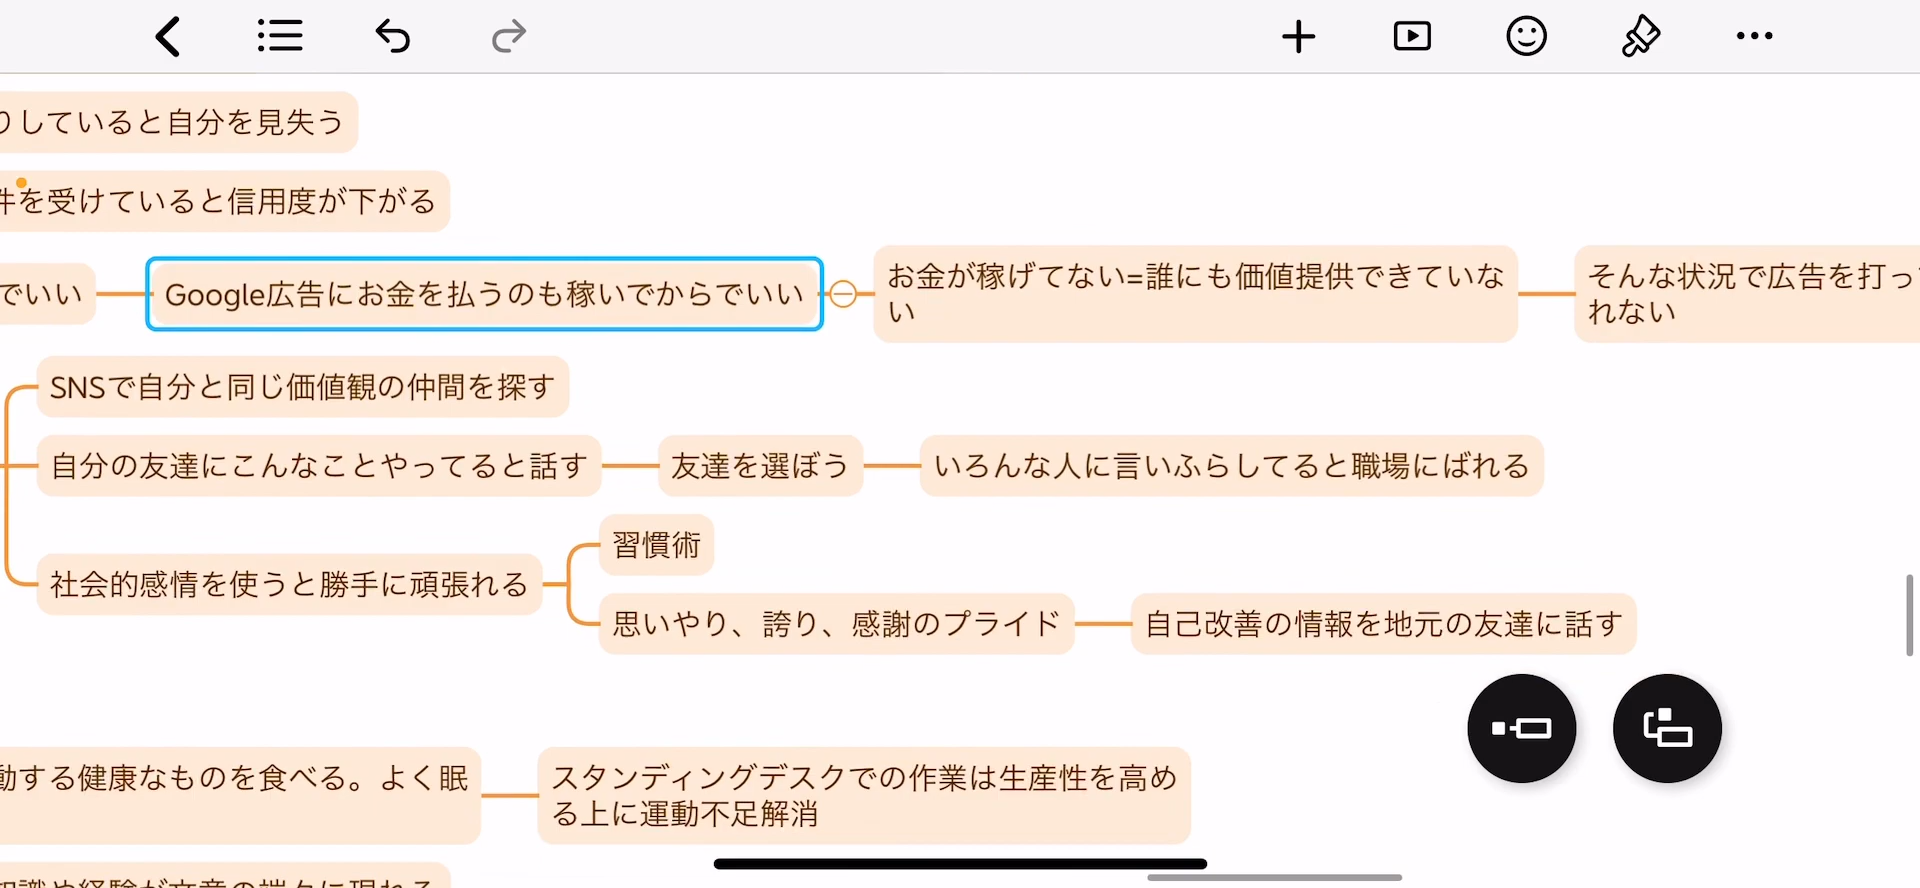 りしていると自分を見失う
件を受けていると信用度が下がる
でいい
Google広告にお金を払うのも稼いでからでいい
お金が稼げてない=誰にも価値提供できていな
い
そんな状況で広告を打っ
れない
SNSで自分と同じ価値観の仲間を探す
自分の友達にこんなことやってると話す
友達を選ぼう
いろんな人に言いふらしてると職場にばれる
社会的感情を使うと勝手に頑張れる
習慣術
思いやり、誇り、感謝のプライド
自己改善の情報を地元の友達に話す
動する健康なものを食べる。よく眠
スタンディングデスクでの作業は生産性を高め
る上に運動不足解消